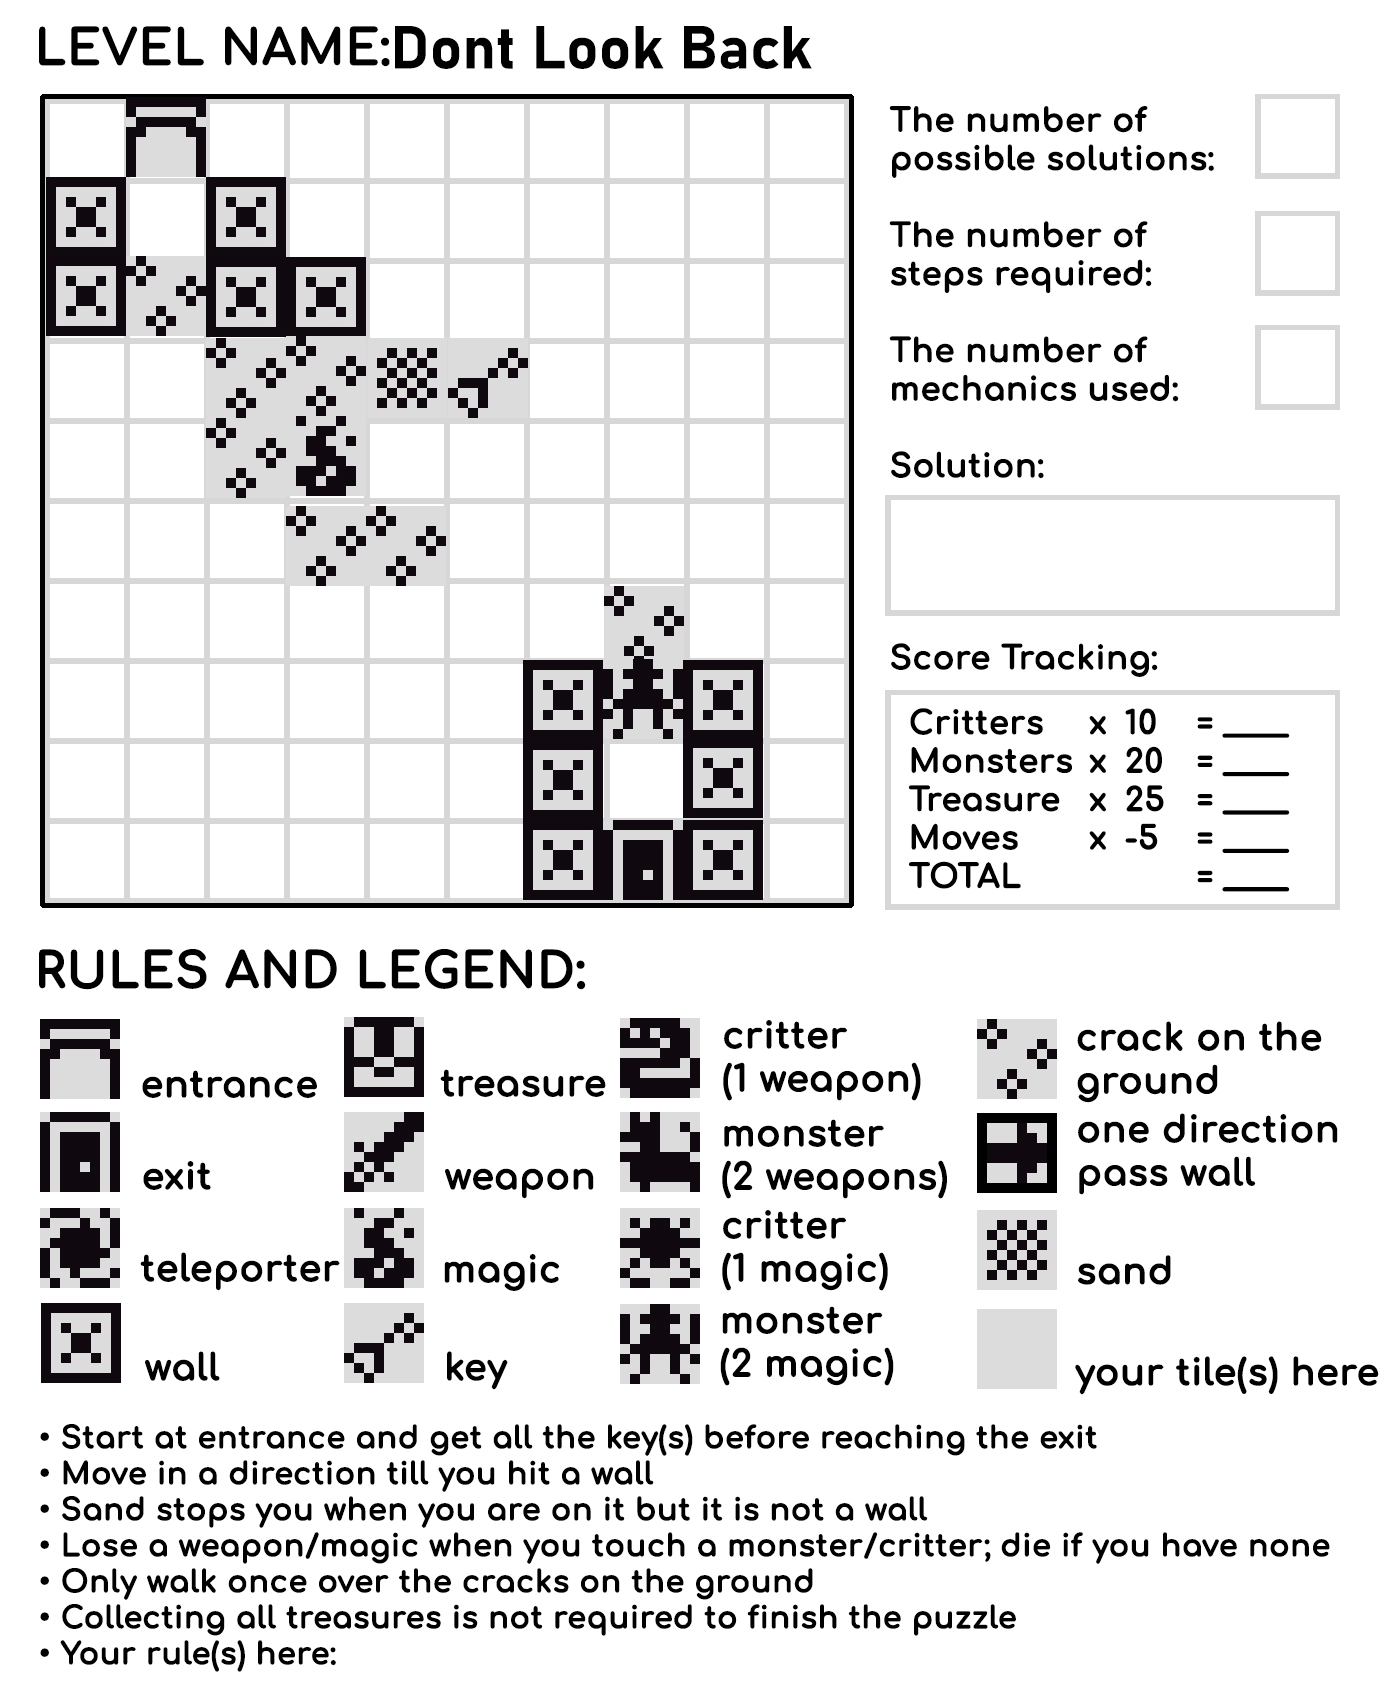 LEVEL NAME:Dont Look Back
The number of
possible solutions:
The number of
steps required:
The number of
mechanics used:
Solution:
Score Tracking:
Critters x 10 = ____
Monsters x 20 = ____
Treasure x 25 = ____
Moves x -5 = ____
TOTAL = ____
RULES AND LEGEND:
entrance
treasure
critter
(1 weapon)
crack on the
ground
exit
weapon
monster
(2 weapons)
one direction
pass wall
teleporter
magic
critter
(1 magic)
sand
wall
key
monster
(2 magic)
your tile(s) here
• Start at entrance and get all the key(s) before reaching the exit
• Move in a direction till you hit a wall
• Sand stops you when you are on it but it is not a wall
• Lose a weapon/magic when you touch a monster/critter; die if you have none
• Only walk once over the cracks on the ground
• Collecting all treasures is not required to finish the puzzle
• Your rule(s) here: